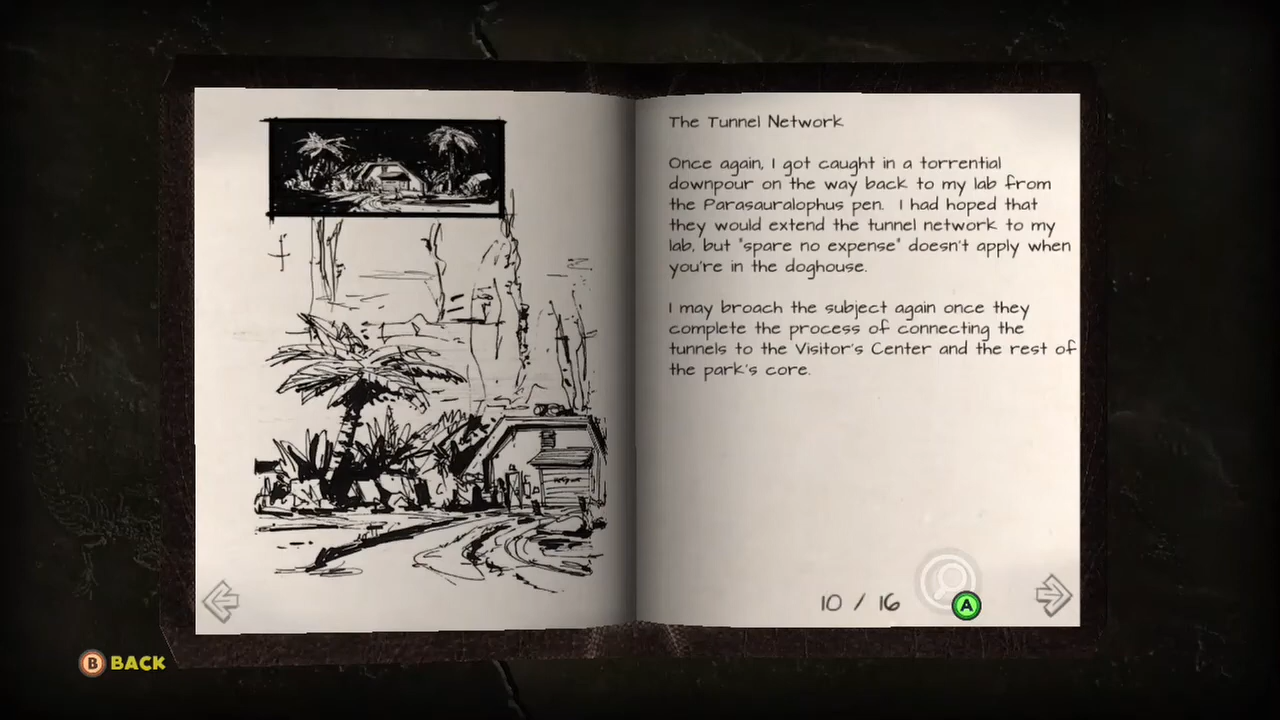 The Tunnel Network
Once again, I got caught in a torrential
downpour on the way back to my lab from
the Parasauralophus pen. I had hoped that
they would extend the tunnel network to my
lab, but "spare no expense" doesn't apply when
you're in the doghouse.
I may broach the subject again once they
complete the process of connecting the
tunnels to the Visitor's Center and the rest of
the park's core.
10 / 16
A
B BACK